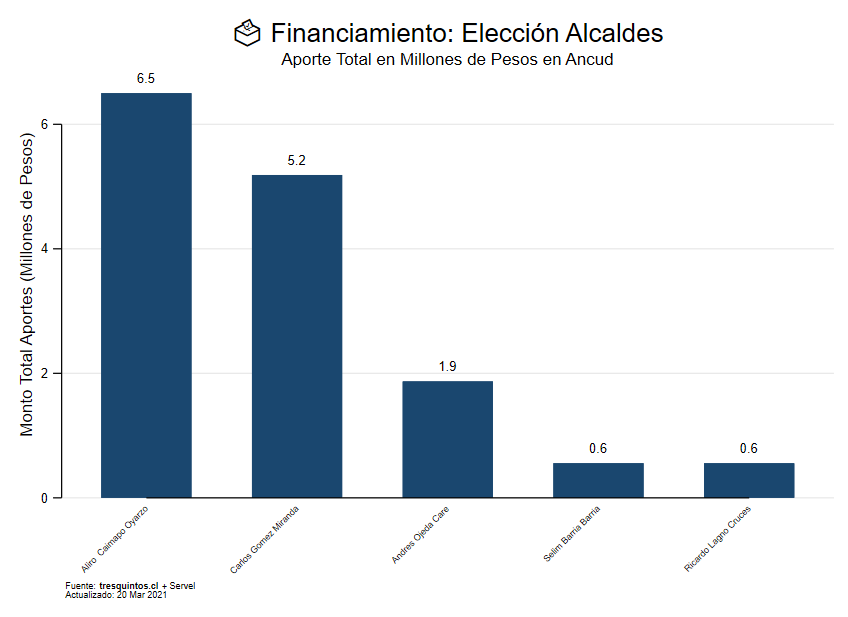 Financiamiento: Elección Alcaldes
Aporte Total en Millones de Pesos en Ancud
Monto Total Aportes (Millones de Pesos)
6
4
2
0
6.5
5.2
1.9
0.6
0.6
Aliro Caimapo Oyarzo
Carlos Gomez Miranda
Andres Ojeda Care
Selim Barria Barria
Ricardo Lagno Cruces
Fuente: tresquintos.cl + Servel
Actualizado: 20 Mar 2021